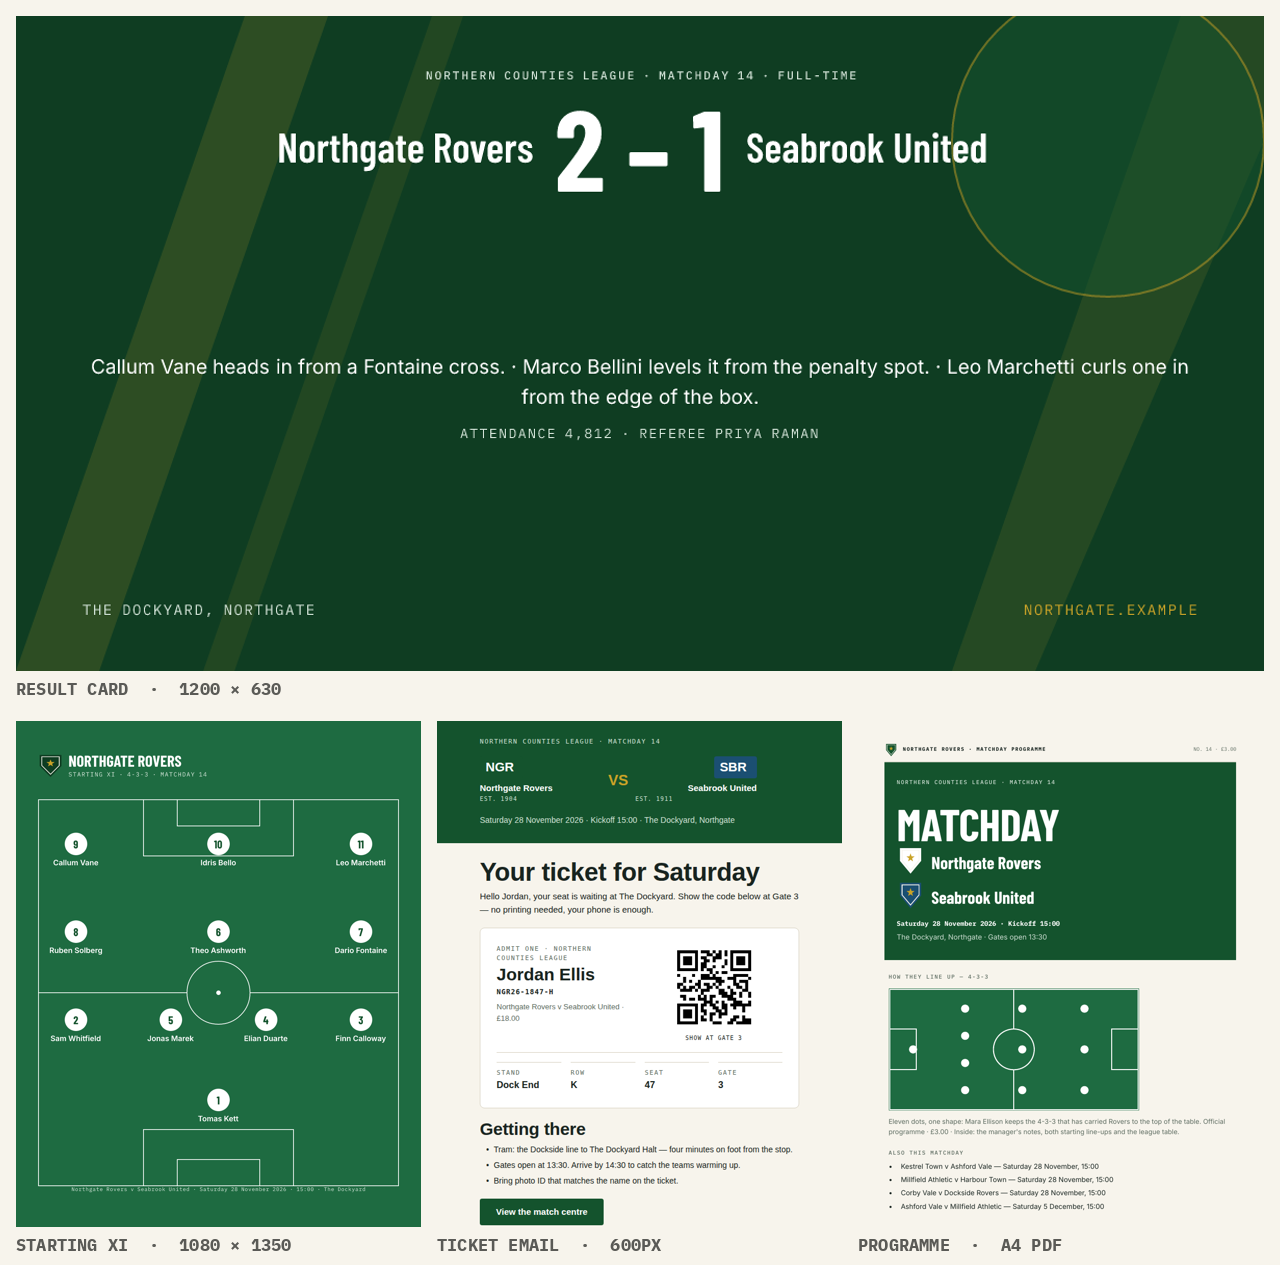 NORTHERN COUNTIES LEAGUE · MATCHDAY 14 · FULL-TIME
Northgate Rovers 2 – 1 Seabrook United
Callum Vane heads in from a Fontaine cross. · Marco Bellini levels it from the penalty spot. · Leo Marchetti curls one in
from the edge of the box.
ATTENDANCE 4,812 · REFEREE PRIYA RAMAN
THE DOCKYARD, NORTHGATE
NORTHGATE.EXAMPLE
RESULT CARD · 1200 × 630
NORTHGATE ROVERS
STARTING XI · 4-3-3 · MATCHDAY 14
9 10 11
Callum Vane Idris Bello Leo Marchetti
8 6 7
Ruben Solberg Theo Ashworth Dario Fontaine
2 5 4 3
Sam Whitfield Jonas Marek Elian Duarte Finn Calloway
1
Tomas Kett
Northgate Rovers v Seabrook United · Saturday 28 November 2026 · 15:00 · The Dockyard
STARTING XI · 1080 × 1350
NORTHERN COUNTIES LEAGUE · MATCHDAY 14
NGR VS SBR
Northgate Rovers Seabrook United
EST. 1904 EST. 1911
Saturday 28 November 2026 · Kickoff 15:00 · The Dockyard, Northgate
Your ticket for Saturday
Hello Jordan, your seat is waiting at The Dockyard. Show the code below at Gate 3
— no printing needed, your phone is enough.
ADMIT ONE · NORTHERN
COUNTIES LEAGUE
Jordan Ellis
NGR26-1847-H
Northgate Rovers v Seabrook United ·
£18.00
SHOW AT GATE 3
STAND ROW SEAT GATE
Dock End K 47 3
Getting there
• Tram: the Dockside line to The Dockyard Halt — four minutes on foot from the stop.
• Gates open at 13:30. Arrive by 14:30 to catch the teams warming up.
• Bring photo ID that matches the name on the ticket.
View the match centre
TICKET EMAIL · 600PX
NORTHGATE ROVERS · MATCHDAY PROGRAMME
NO. 14 · £3.00
NORTHERN COUNTIES LEAGUE · MATCHDAY 14
MATCHDAY
Northgate Rovers
Seabrook United
Saturday 28 November 2026 · Kickoff 15:00
The Dockyard, Northgate · Gates open 13:30
HOW THEY LINE UP — 4-3-3
Eleven dots, one shape: Mara Ellison keeps the 4-3-3 that has carried Rovers to the top of the table. Official
programme · £3.00 · Inside: the manager's notes, both starting line-ups and the league table.
ALSO THIS MATCHDAY
• Kestrel Town v Ashford Vale — Saturday 28 November, 15:00
• Millfield Athletic v Harbour Town — Saturday 28 November, 15:00
• Corby Vale v Dockside Rovers — Saturday 28 November, 15:00
• Ashford Vale v Millfield Athletic — Saturday 5 December, 15:00
PROGRAMME · A4 PDF